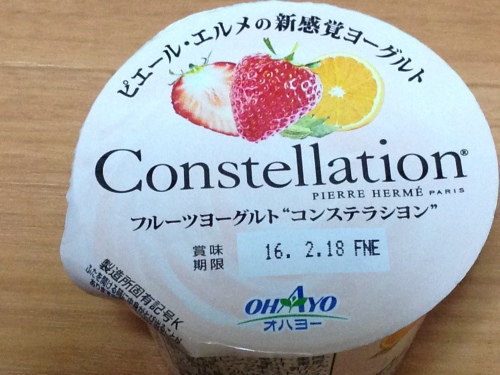 ピエール・エルメの新感覚ヨーグルト
Constellation®
PIERRE HERMÉ PARIS
フルーツヨーグルト“コンステラシヨン”
賞味
期限
16. 2.18 FNE
OHAYO
オハヨー
製造所固有記号K